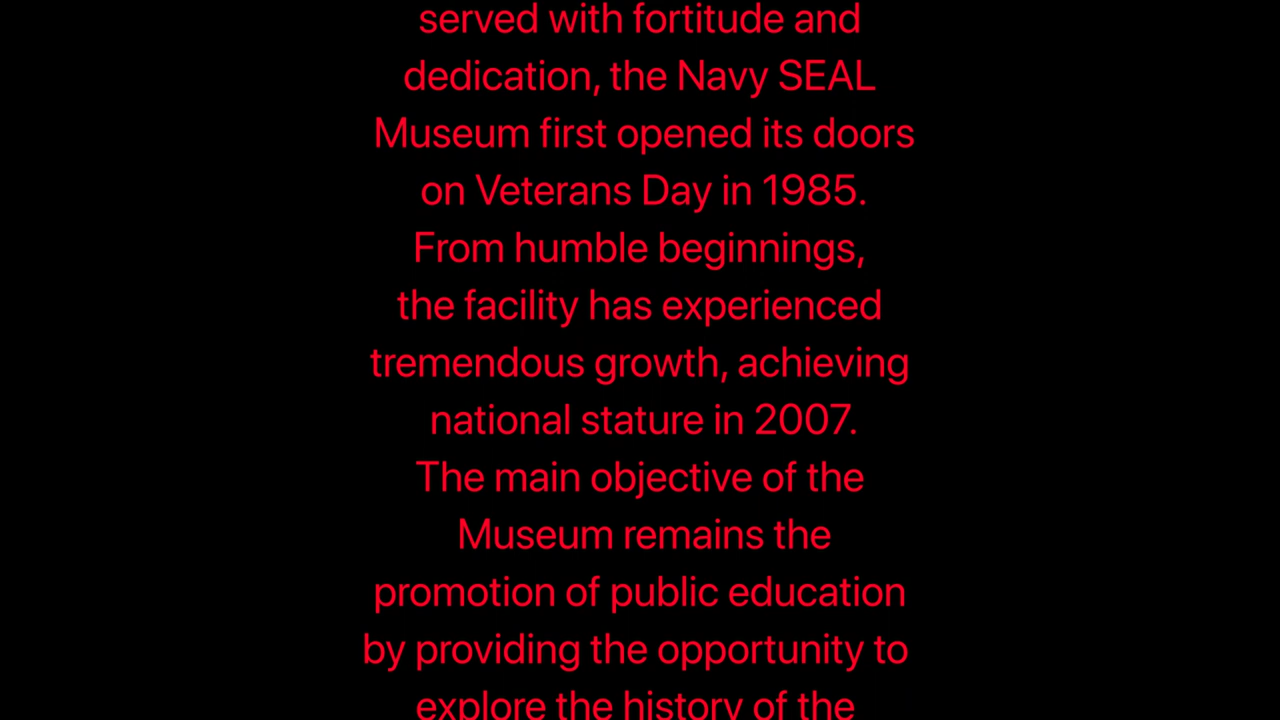 served with fortitude and
dedication, the Navy SEAL
Museum first opened its doors
on Veterans Day in 1985.
From humble beginnings,
the facility has experienced
tremendous growth, achieving
national stature in 2007.
The main objective of the
Museum remains the
promotion of public education
by providing the opportunity to
explore the history of the